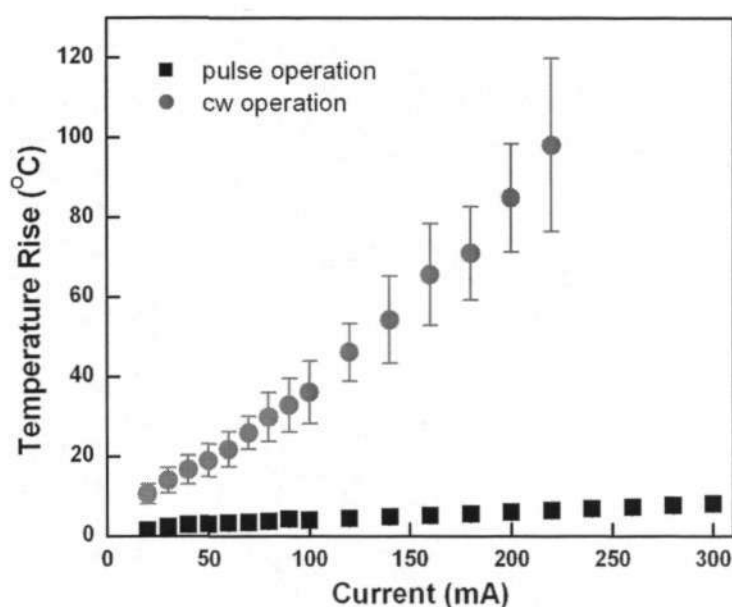 120
100
80
60
40
20
0
pulse operation
cw operation
Temperature Rise (°C)
0 50 100 150 200 250 300
Current (mA)